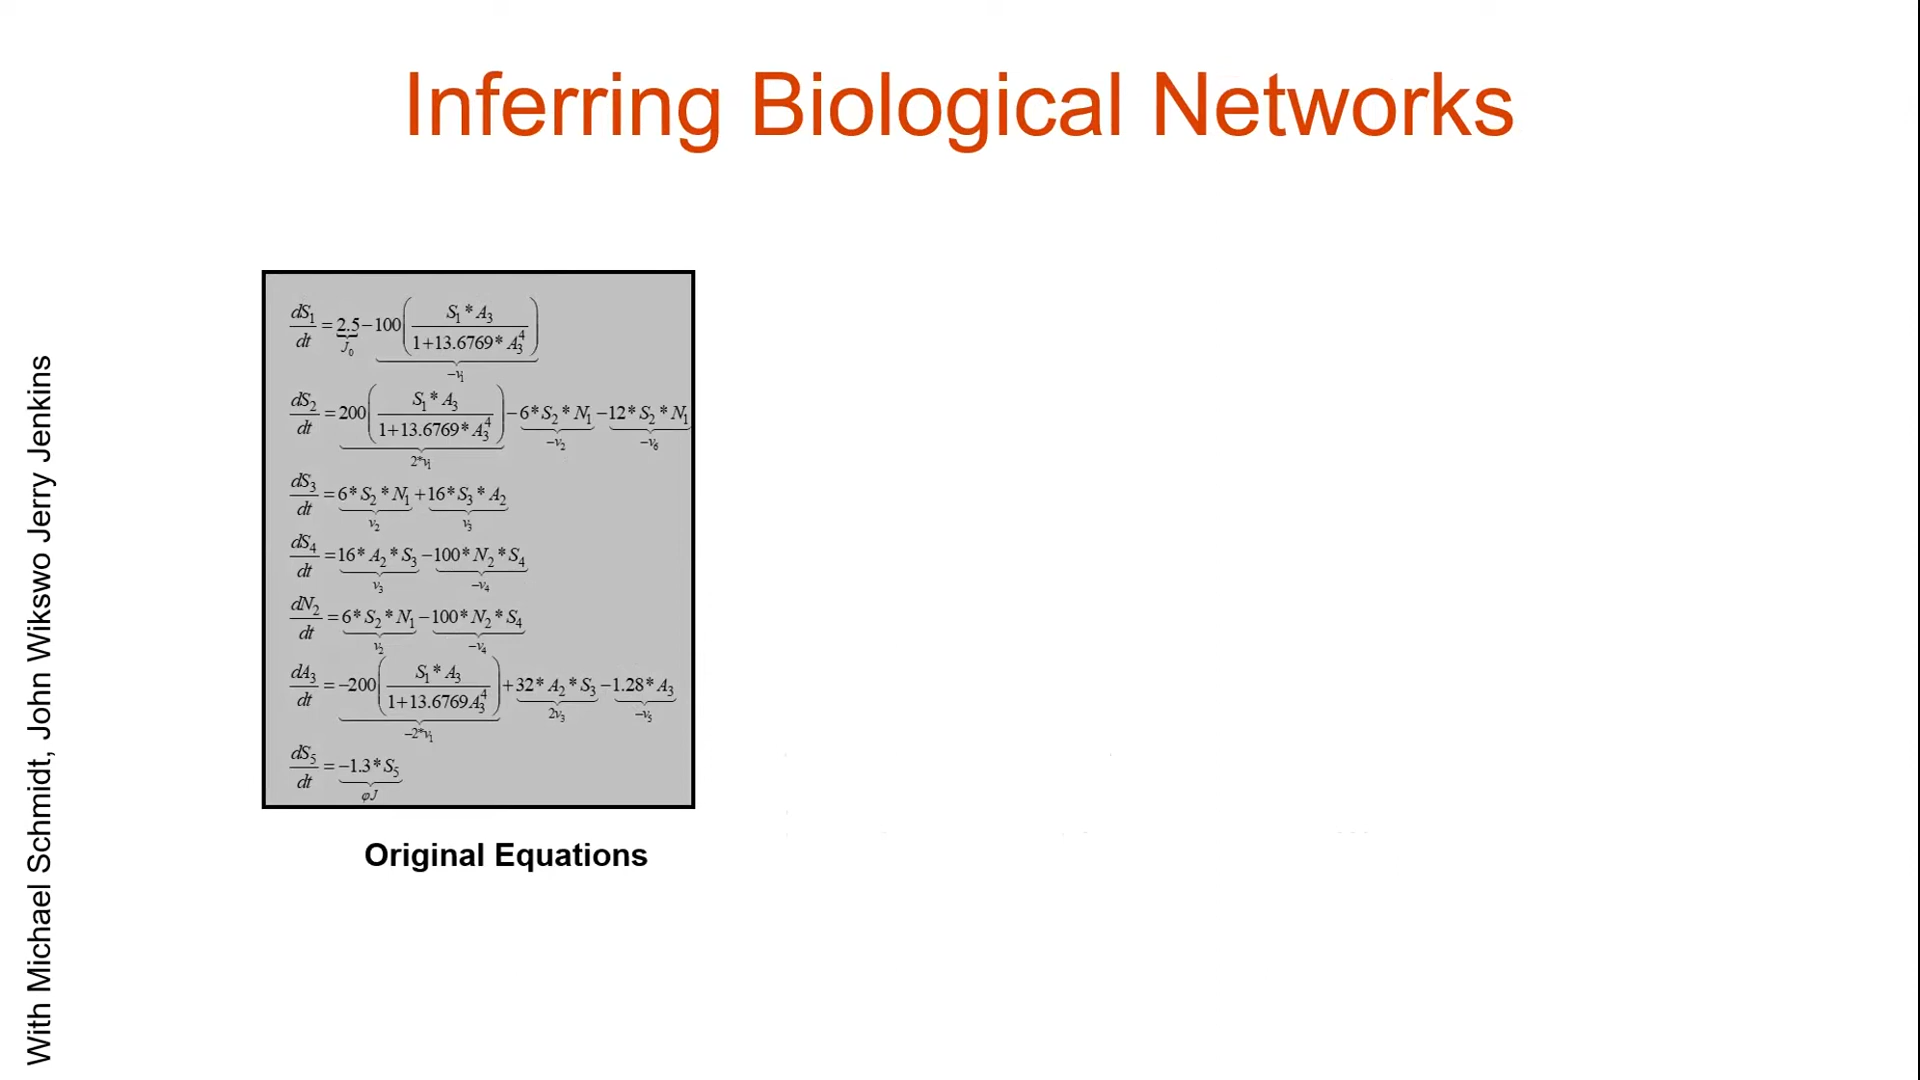 Inferring Biological Networks
With Michael Schmidt, John Wikswo Jerry Jenkins
dS₁/dt = 2.5 − 100(S₁ * A₃ / 1+13.6769* A₃⁴)
J₀ −v₁
dS₂/dt = 200(S₁ * A₃ / 1+13.6769* A₃⁴) − 6* S₂ * N₁ − 12* S₂ * N₁
2*v₁ −v₂ −v₆
dS₃/dt = 6* S₂ * N₁ + 16* S₃ * A₂
v₂ v₃
dS₄/dt = 16* A₂ * S₃ − 100* N₂ * S₄
v₃ −v₄
dN₂/dt = 6* S₂ * N₁ − 100* N₂ * S₄
v₂ −v₄
dA₃/dt = −200(S₁ * A₃ / 1+13.6769A₃⁴) + 32* A₂ * S₃ − 1.28* A₃
−2*v₁ 2v₃ −v₅
dS₅/dt = −1.3* S₅
φJ
Original Equations